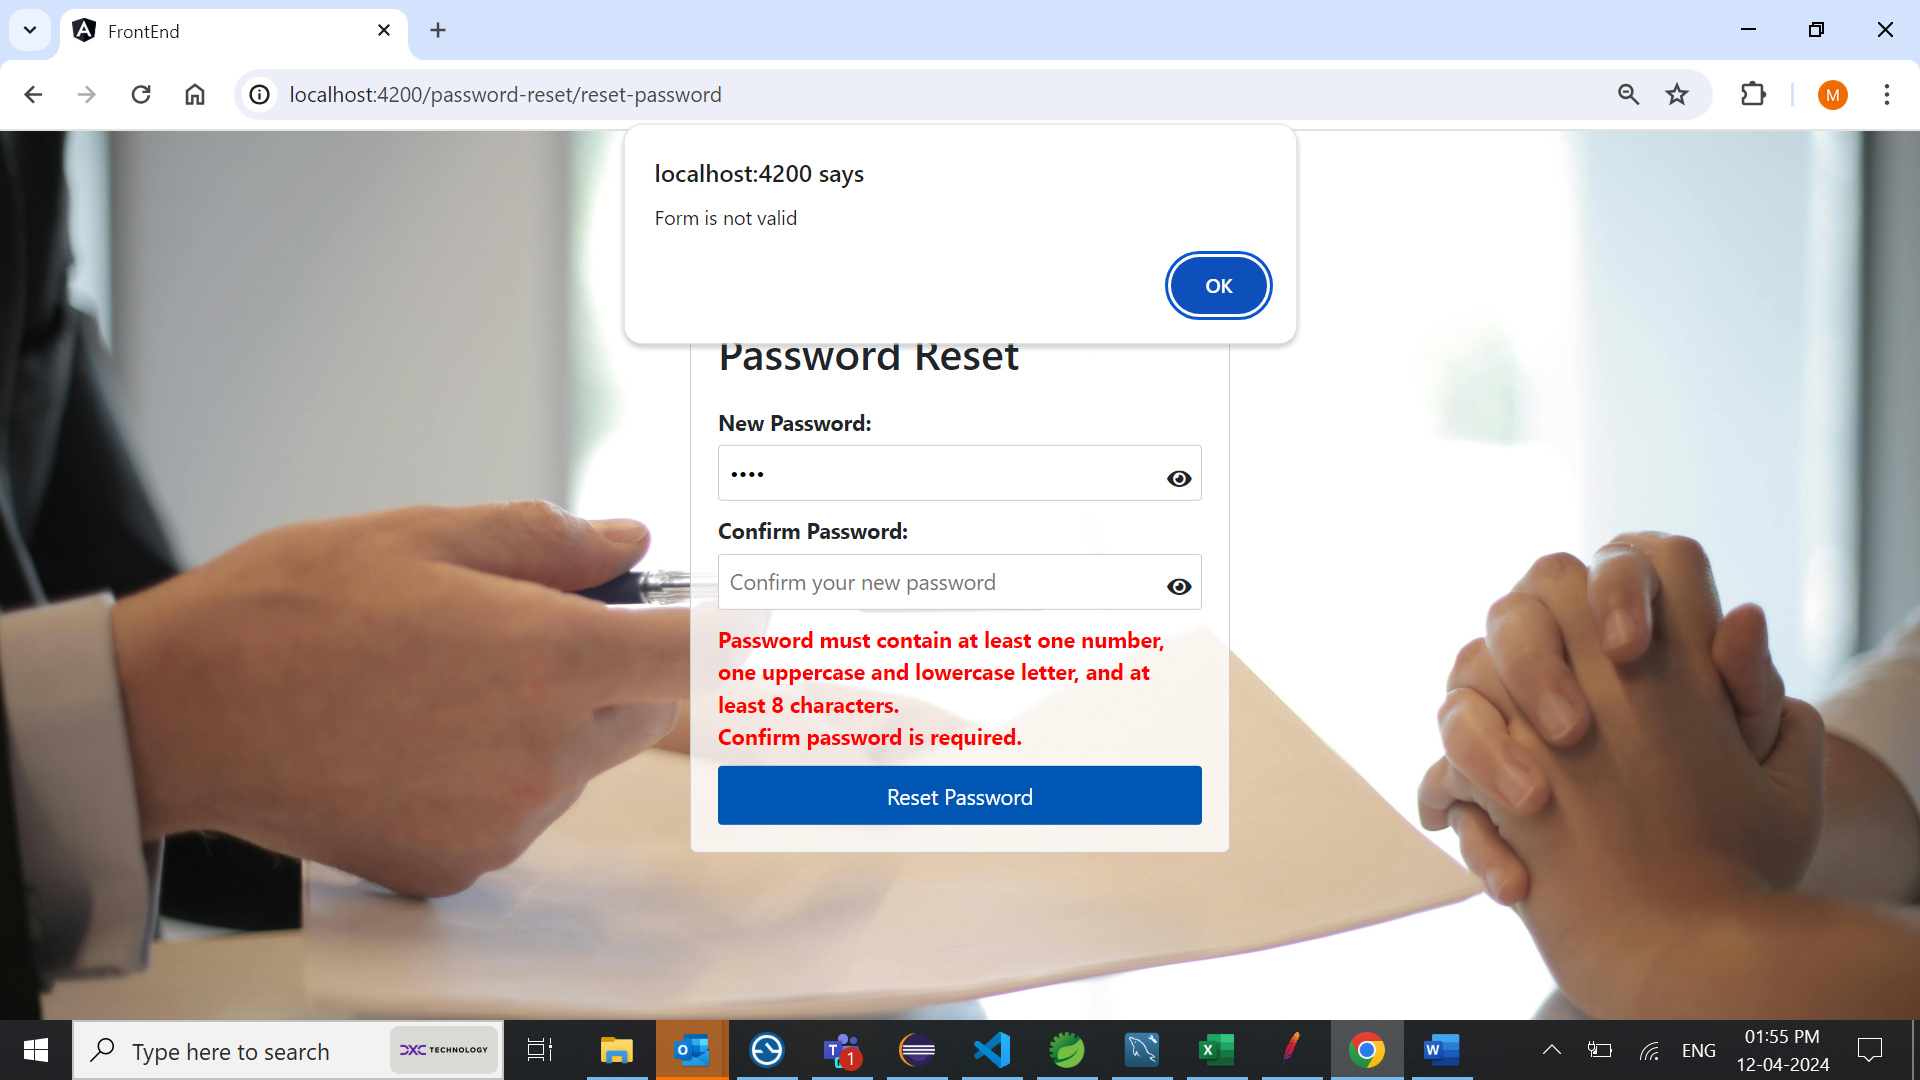 FrontEnd
localhost:4200/password-reset/reset-password
M
localhost:4200 says
Form is not valid
OK
Password Reset
New Password:
Confirm Password:
Confirm your new password
Password must contain at least one number,
one uppercase and lowercase letter, and at
least 8 characters.
Confirm password is required.
Reset Password
Type here to search
DXC TECHNOLOGY
1
ENG
01:55 PM
12-04-2024